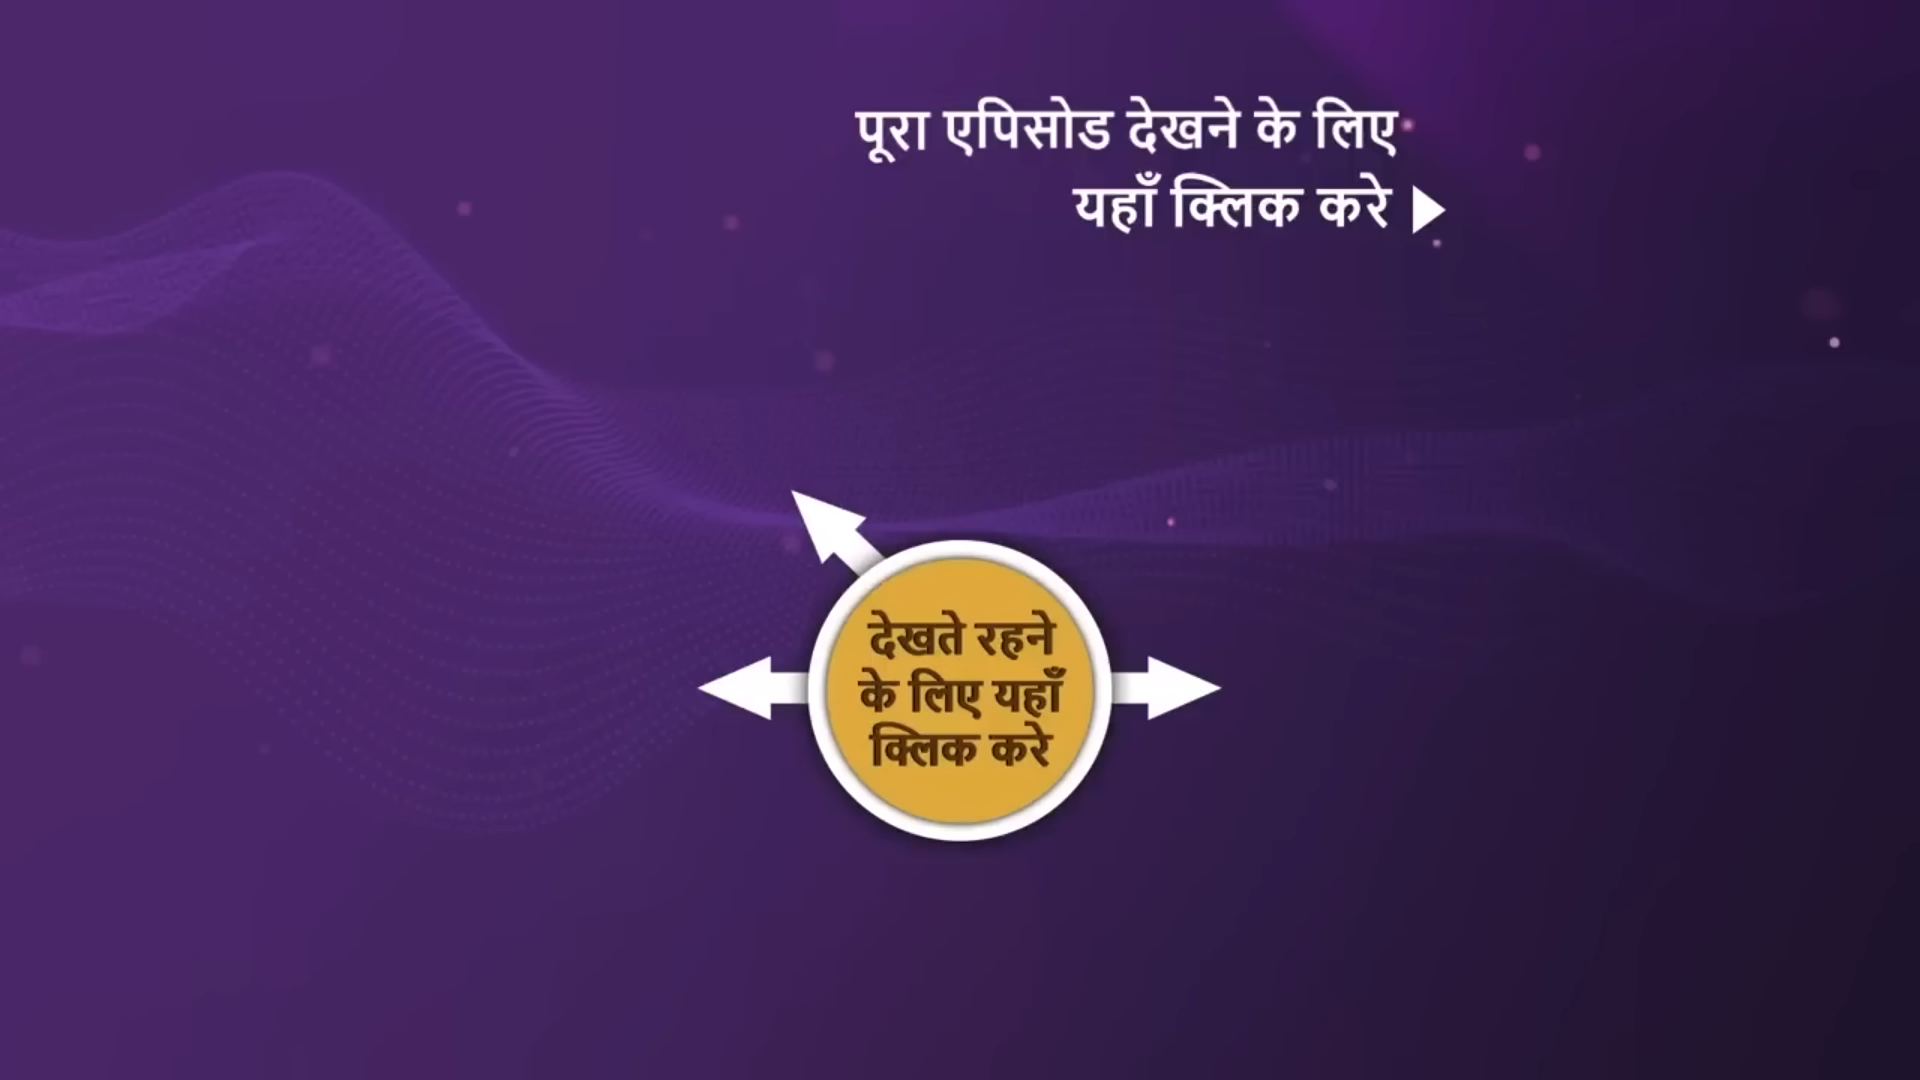 पूरा एपिसोड देखने के लिए
यहाँ क्लिक करे
देखते रहने
के लिए यहाँ
क्लिक करे